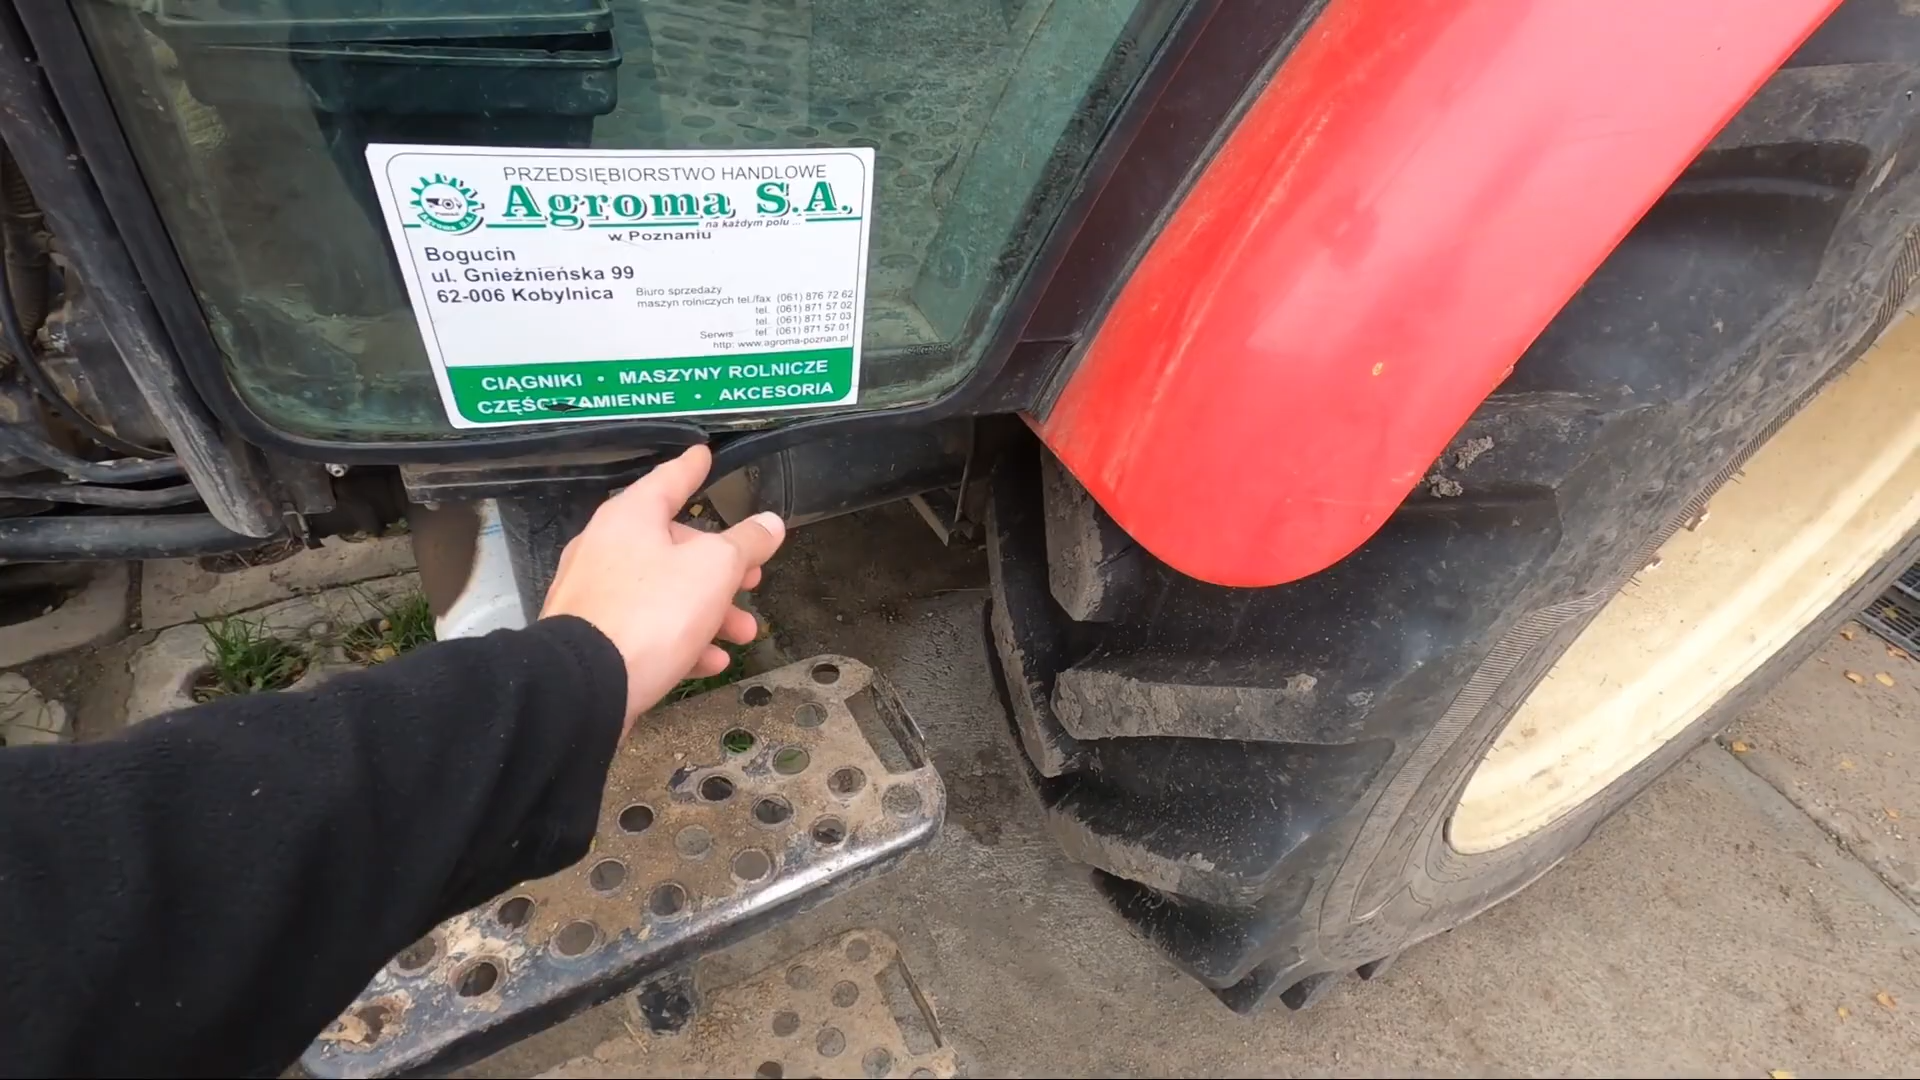 PRZEDSIĘBIORSTWO HANDLOWE
Agroma S.A.
na każdym polu ...
w Poznaniu
Poznań
AGROMA S.A.
Bogucin
ul. Gnieźnieńska 99
62-006 Kobylnica
Biuro sprzedaży
maszyn rolniczych tel./fax (061) 876 72 62
tel. (061) 871 57 02
tel. (061) 871 57 03
Serwis tel. (061) 871 57 01
http: www.agroma-poznan.pl
CIĄGNIKI • MASZYNY ROLNICZE
CZĘŚCI ZAMIENNE • AKCESORIA